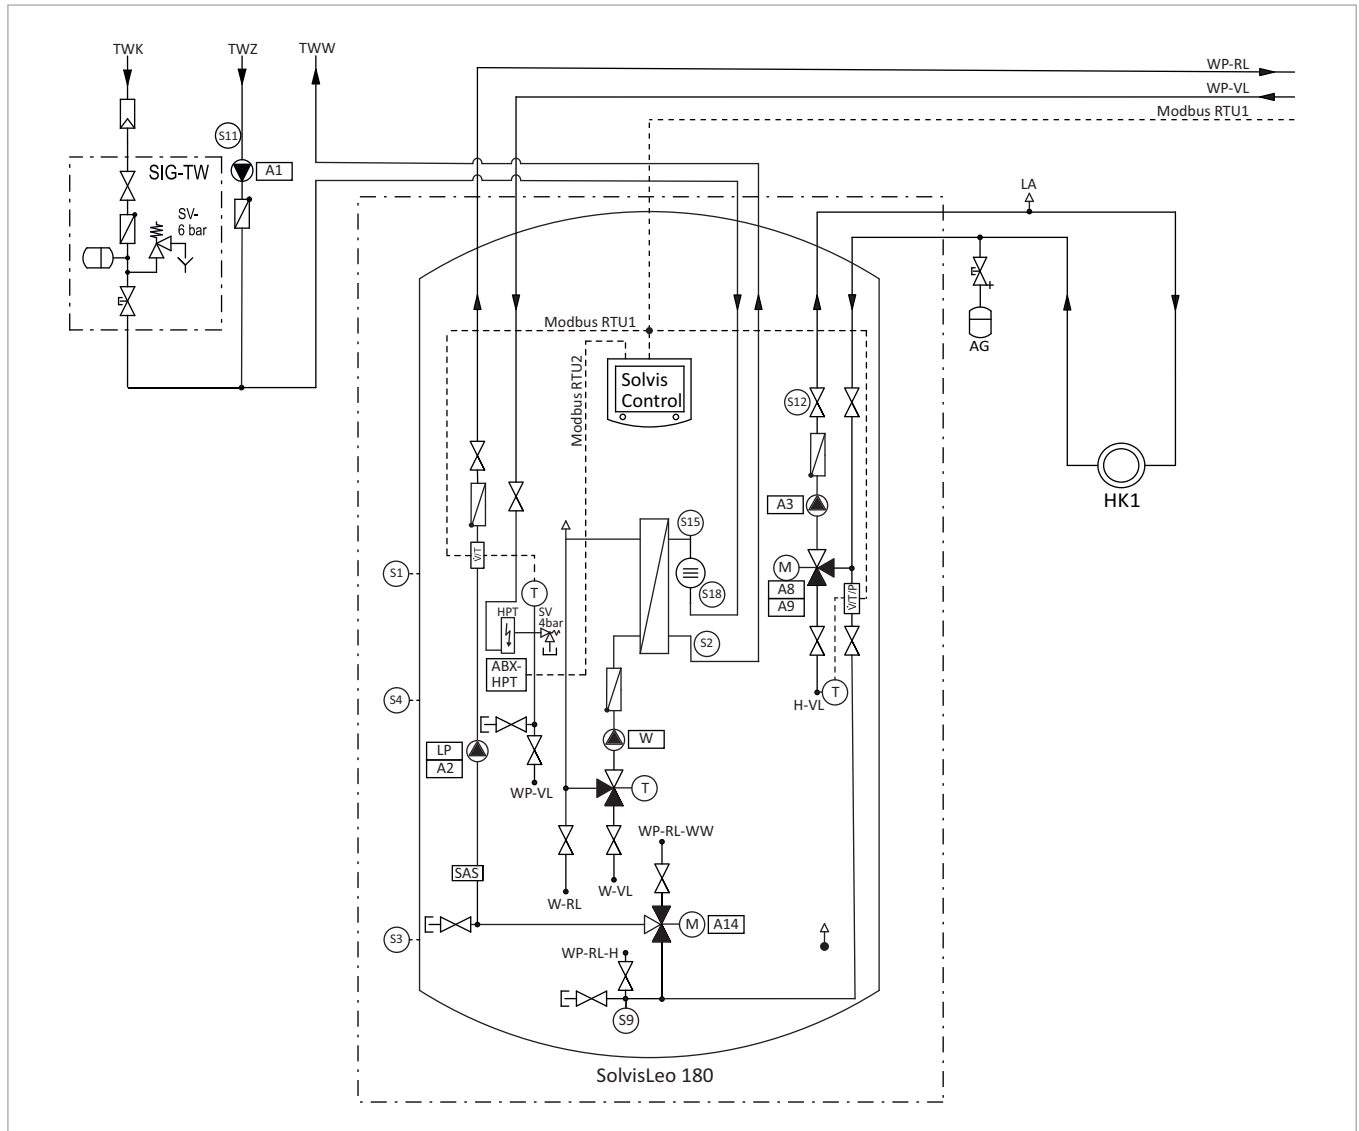 TWK
TWZ
TWW
WP-RL
WP-VL
Modbus RTU1
S11
A1
SIG-TW
SV-
6 bar
LA
AG
HK1
Modbus RTU1
Modbus RTU2
Solvis
Control
S12
A3
M
A8
A9
V̇/T/P
T
H-VL
S15
S18
S2
S1
V̇/T
T
HPT
SV
4bar
ABX-
HPT
S4
LP
A2
WP-VL
W
T
WP-RL-WW
SAS
W-RL
W-VL
M
A14
S3
WP-RL-H
S9
SolvisLeo 180